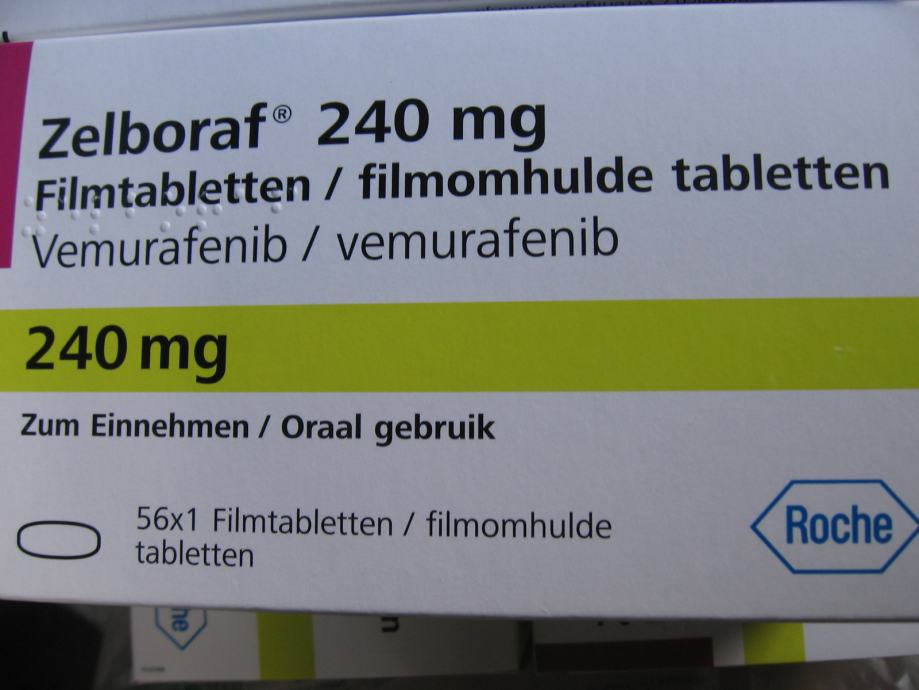 Zelboraf® 240 mg
Filmtabletten / filmomhulde tabletten
Vemurafenib / vemurafenib
240 mg
Zum Einnehmen / Oraal gebruik
56x1 Filmtabletten / filmomhulde
tabletten
Roche